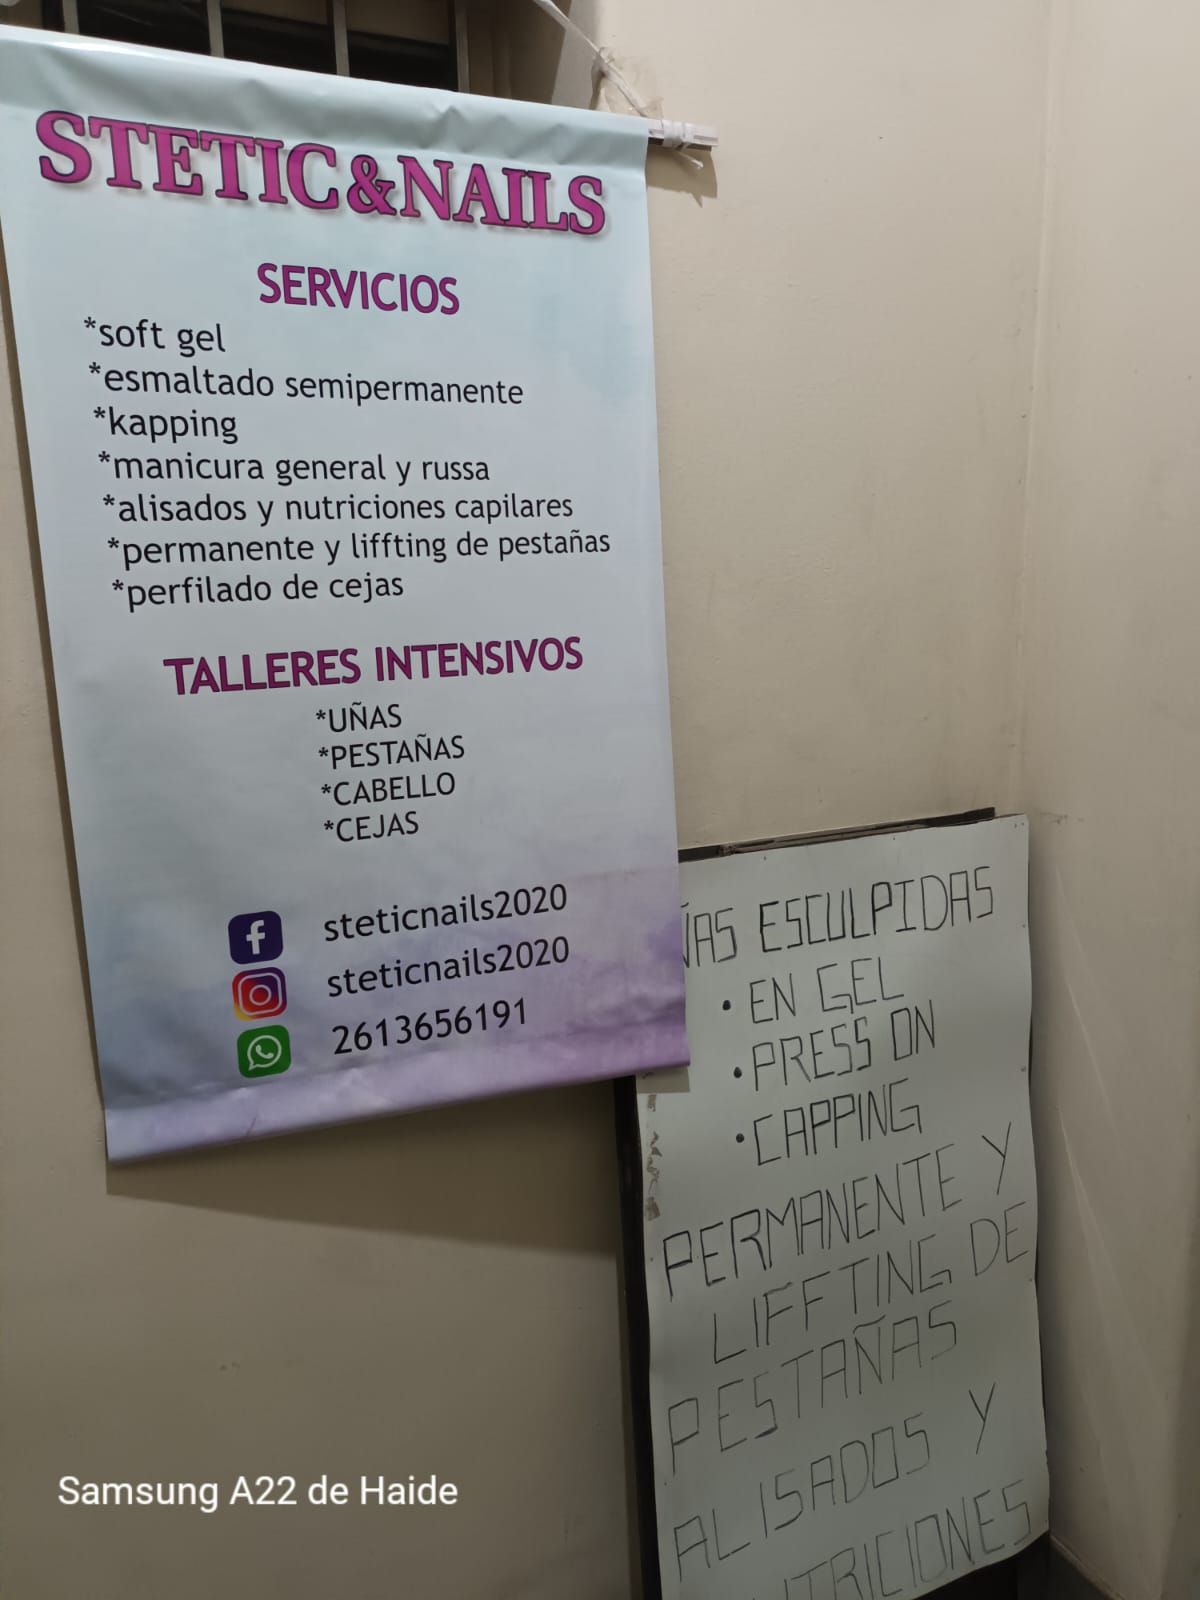 STETIC&NAILS
SERVICIOS
*soft gel
*esmaltado semipermanente
*kapping
*manicura general y russa
*alisados y nutriciones capilares
*permanente y liffting de pestañas
*perfilado de cejas
TALLERES INTENSIVOS
*UÑAS
*PESTAÑAS
*CABELLO
*CEJAS
steticnails2020
steticnails2020
2613656191
ESCULPIDAS
• EN GEL
• PRESS ON
• CAPPING
PERMANENTE Y
LIFFTING DE
PESTAÑAS
ALISADOS Y
Samsung A22 de Haide